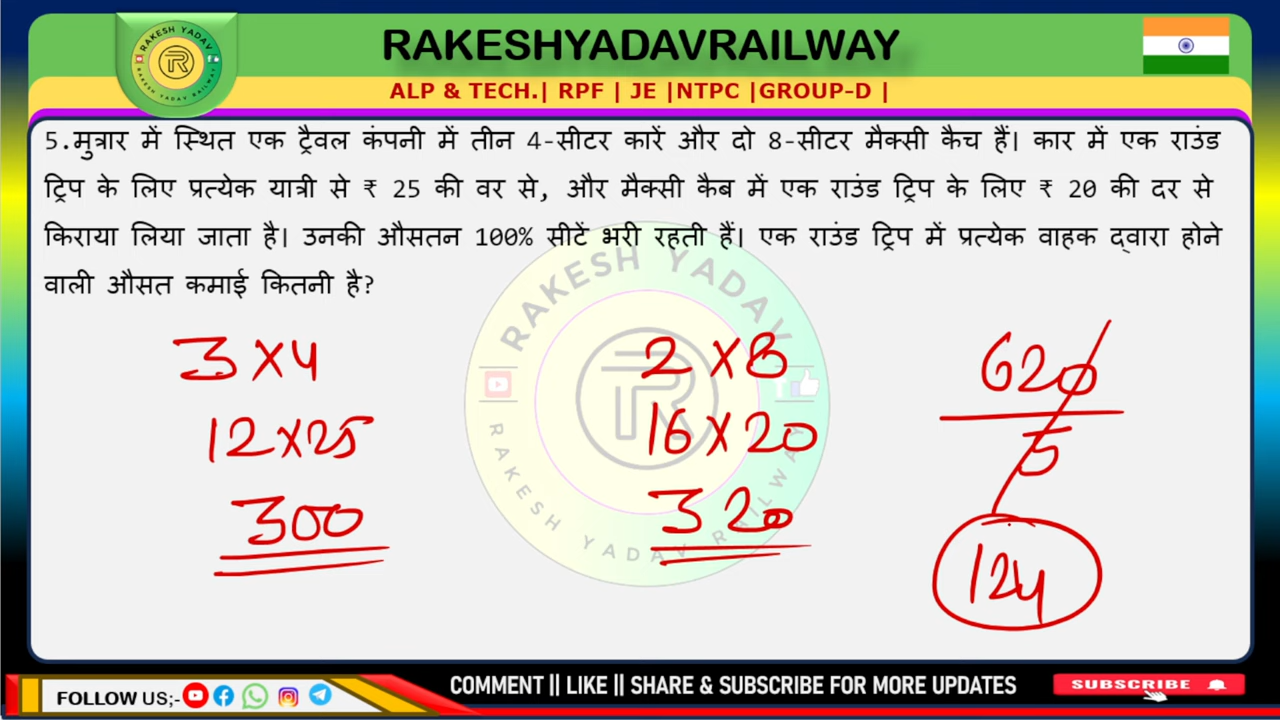 RAKESH YADAV
R
RAKESH YADAV RAILWAY
RAKESHYADAVRAILWAY
ALP & TECH.| RPF | JE |NTPC |GROUP-D |
5.मुन्नार में स्थित एक ट्रैवल कंपनी में तीन 4-सीटर कारें और दो 8-सीटर मैक्सी कैच हैं। कार में एक राउंड
ट्रिप के लिए प्रत्येक यात्री से ₹ 25 की वर से, और मैक्सी कैब में एक राउंड ट्रिप के लिए ₹ 20 की दर से
किराया लिया जाता है। उनकी औसतन 100% सीटें भरी रहती हैं। एक राउंड ट्रिप में प्रत्येक वाहक द्वारा होने
वाली औसत कमाई कितनी है?
RAKESH YADAV
RAKESH YADAV RAILWAY
3×4
2×8
620
12×25
16×20
5
300
320
124
FOLLOW US;-
COMMENT || LIKE || SHARE & SUBSCRIBE FOR MORE UPDATES
SUBSCRIBE